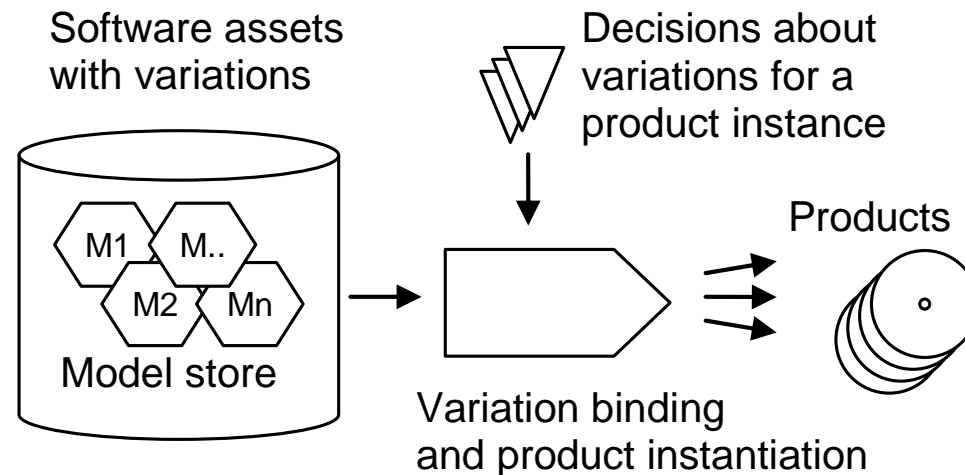 Software assets
with variations
Decisions about
variations for a
product instance
Products
M1
M..
M2
Mn
Model store
Variation binding
and product instantiation